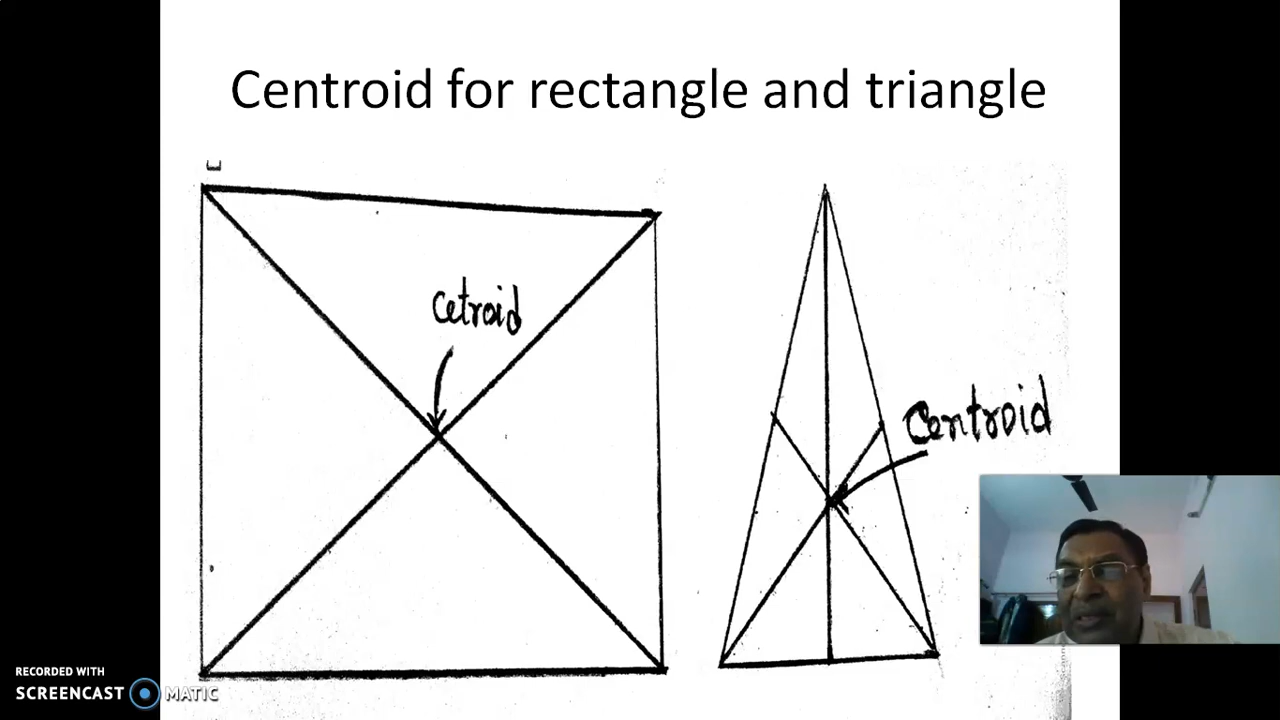 Centroid for rectangle and triangle
Cetroid
Centroid
RECORDED WITH
SCREENCAST MATIC